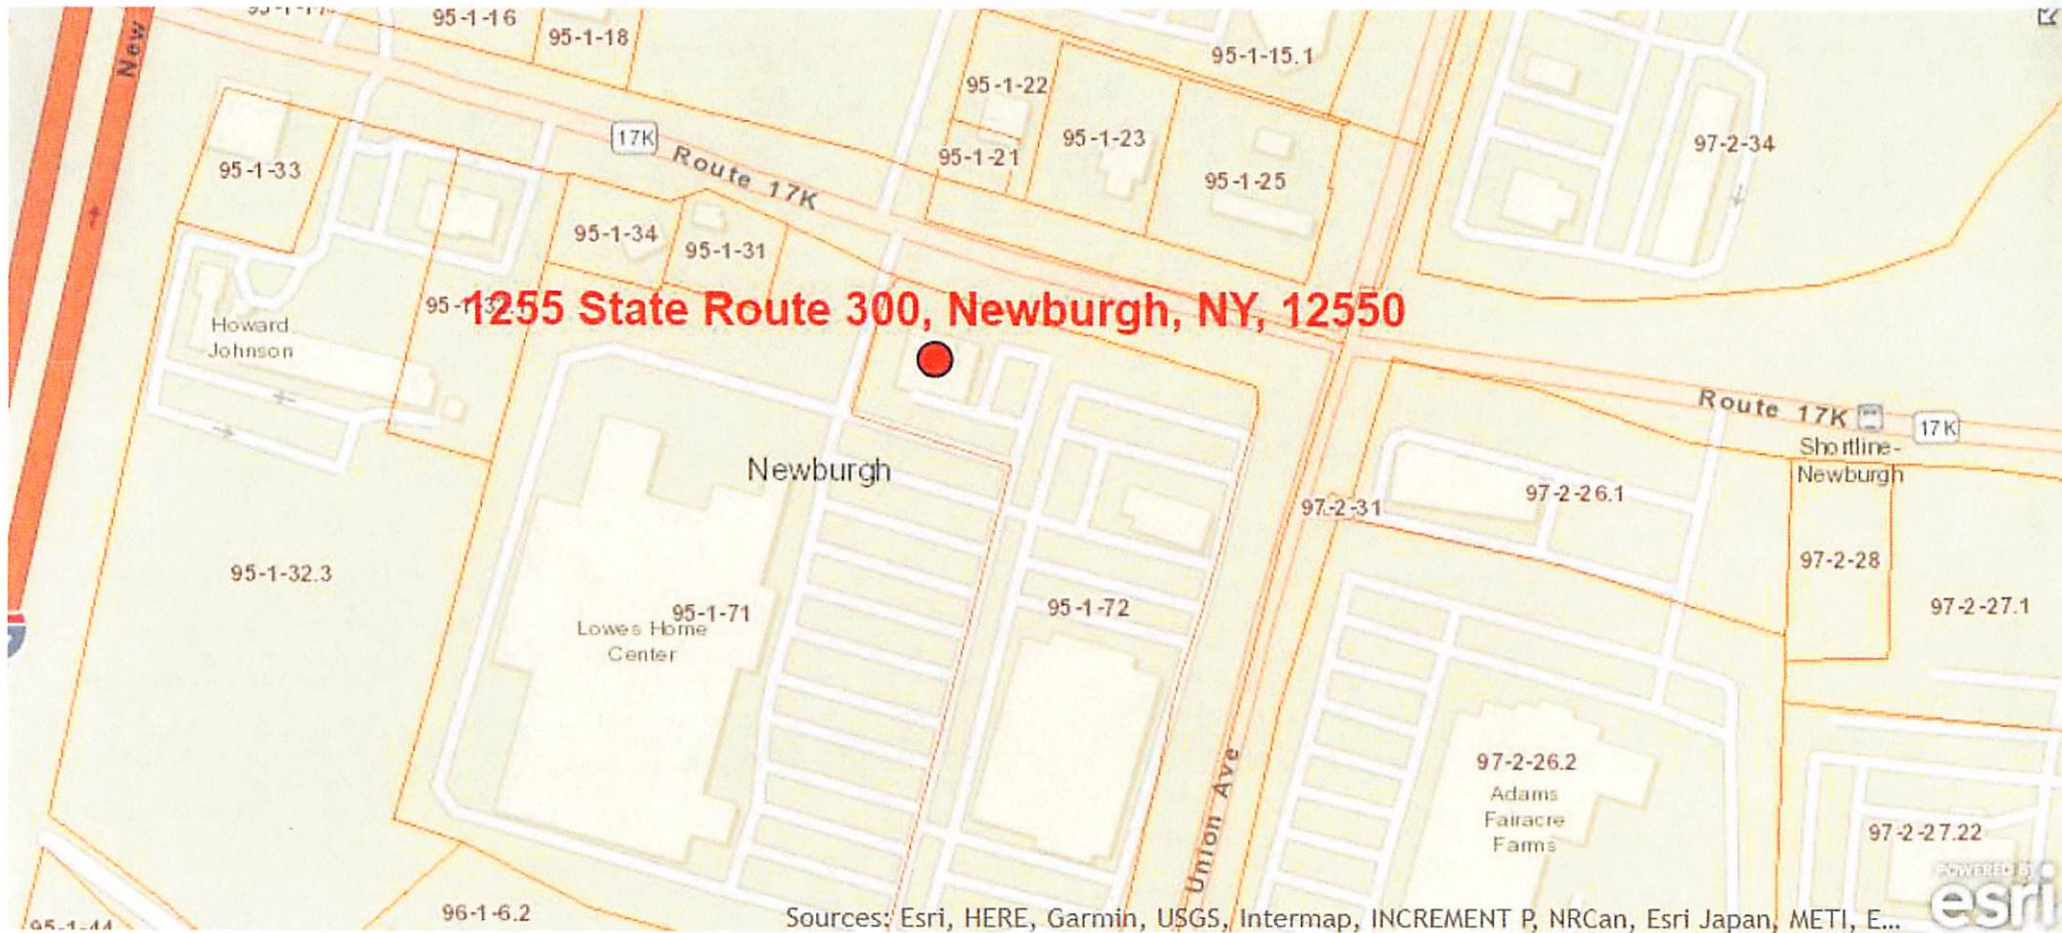 95-1-16
95-1-18
95-1-15.1
New
95-1-22
17K
Route 17K
95-1-23
97-2-34
95-1-21
95-1-33
95-1-25
95-1-34
95-1-31
1255 State Route 300, Newburgh, NY, 12550
Howard
Johnson
Route 17K
17K
Shortline-
Newburgh
Newburgh
97-2-31
97-2-26.1
97-2-28
95-1-32.3
95-1-71
95-1-72
97-2-27.1
Lowes Home
Center
Union Ave
97-2-26.2
Adams
Fairacre
Farms
97-2-27.22
POWERED BY
esri
96-1-6.2
95-1-44
Sources: Esri, HERE, Garmin, USGS, Intermap, INCREMENT P, NRCan, Esri Japan, METI, E...